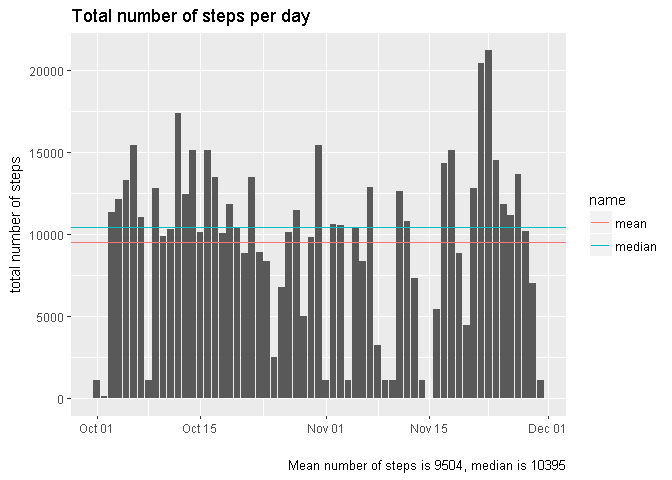 Total number of steps per day
total number of steps
20000
15000
10000
5000
0
Oct 01
Oct 15
Nov 01
Nov 15
Dec 01
name
mean
median
Mean number of steps is 9504, median is 10395